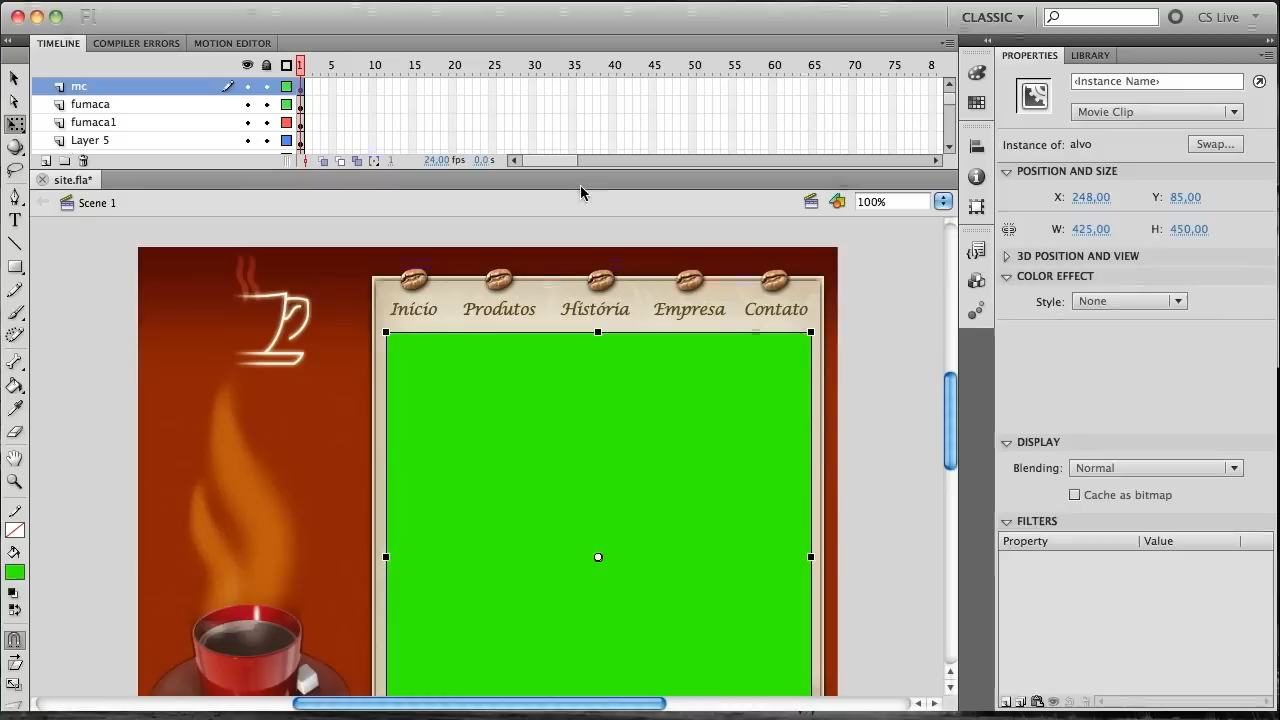 Fl
CLASSIC
CS Live
TIMELINE
COMPILER ERRORS
MOTION EDITOR
1 5 10 15 20 25 30 35 40 45 50 55 60 65 70 75 8
mc
fumaca
fumaca1
Layer 5
1 24,00 fps 0,0 s
site.fla*
Scene 1
100%
Início
Produtos
História
Empresa
Contato
PROPERTIES
LIBRARY
<Instance Name>
Movie Clip
Instance of: alvo
Swap...
POSITION AND SIZE
X: 248,00 Y: 85,00
W: 425,00 H: 450,00
3D POSITION AND VIEW
COLOR EFFECT
Style: None
DISPLAY
Blending: Normal
Cache as bitmap
FILTERS
Property
Value